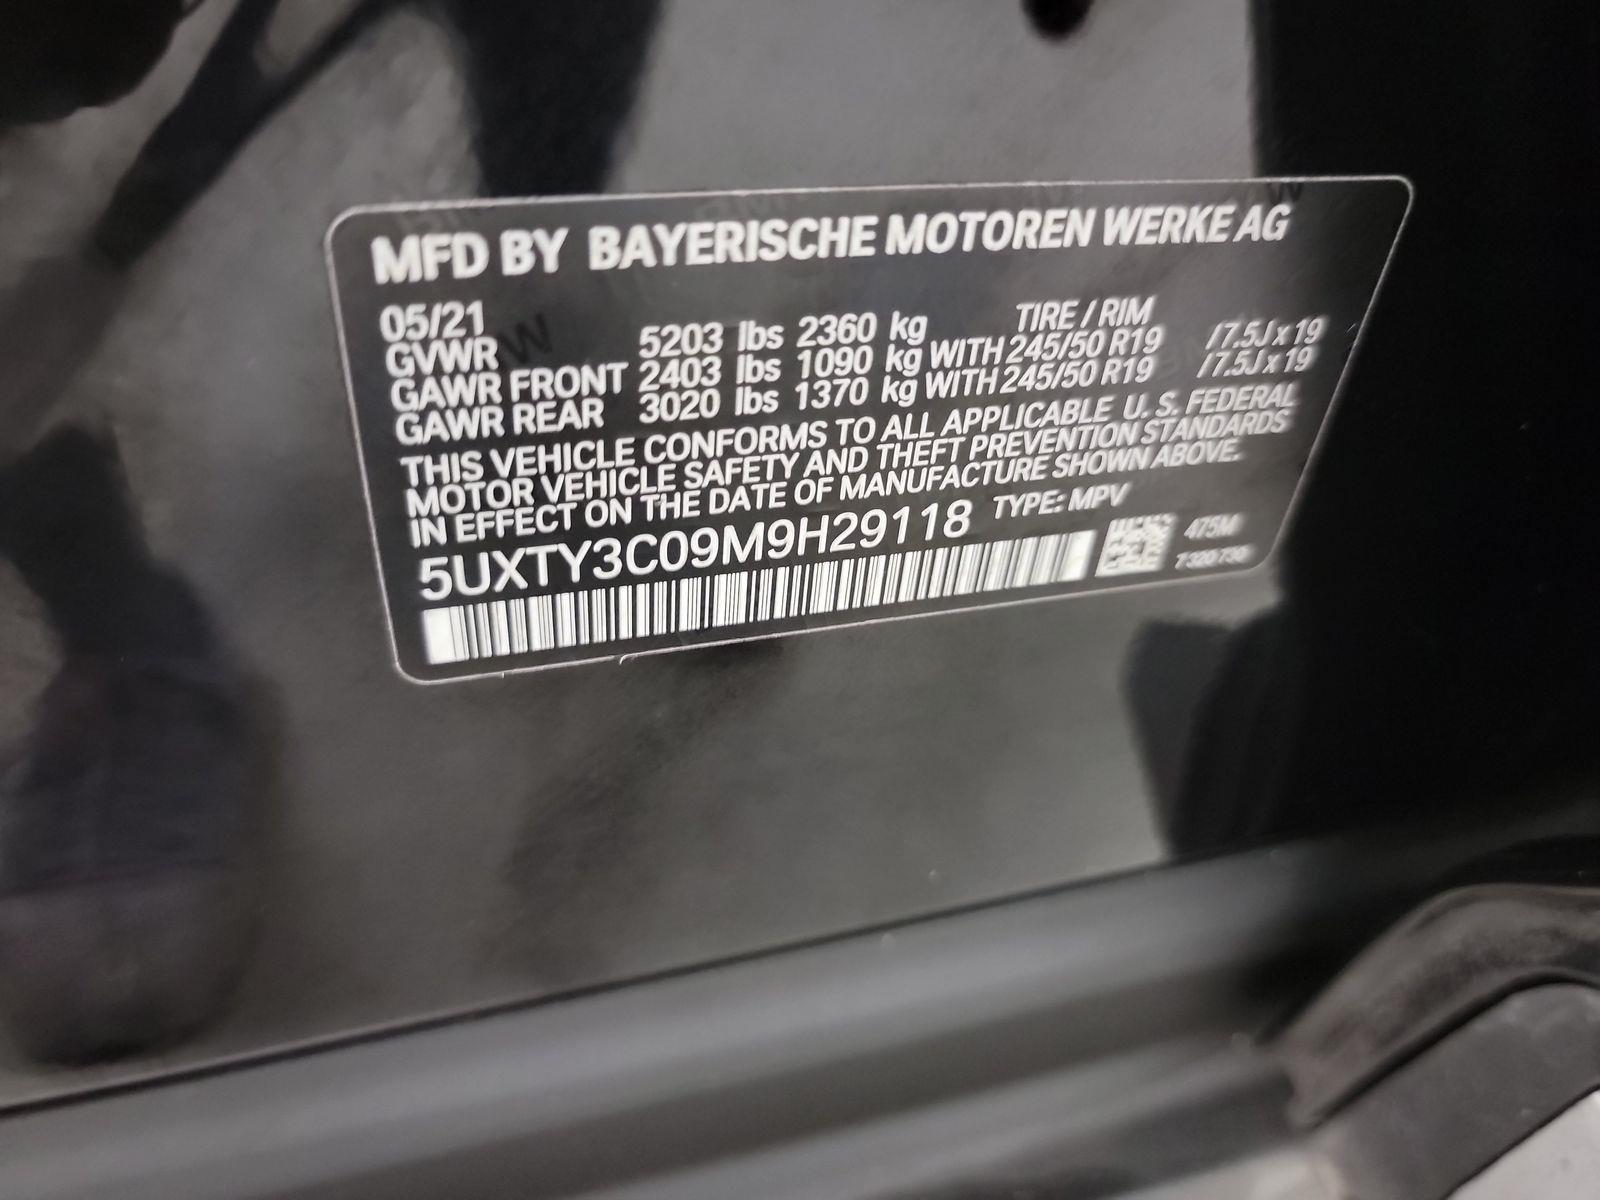 MFD BY BAYERISCHE MOTOREN WERKE AG
05/21 TIRE / RIM
GVWR 5203 lbs 2360 kg
GAWR FRONT 2403 lbs 1090 kg WITH 245/50 R19 /7.5J x 19
GAWR REAR 3020 lbs 1370 kg WITH 245/50 R19 /7.5J x 19
THIS VEHICLE CONFORMS TO ALL APPLICABLE U. S. FEDERAL
MOTOR VEHICLE SAFETY AND THEFT PREVENTION STANDARDS
IN EFFECT ON THE DATE OF MANUFACTURE SHOWN ABOVE.
5UXTY3C09M9H29118 TYPE: MPV
475M